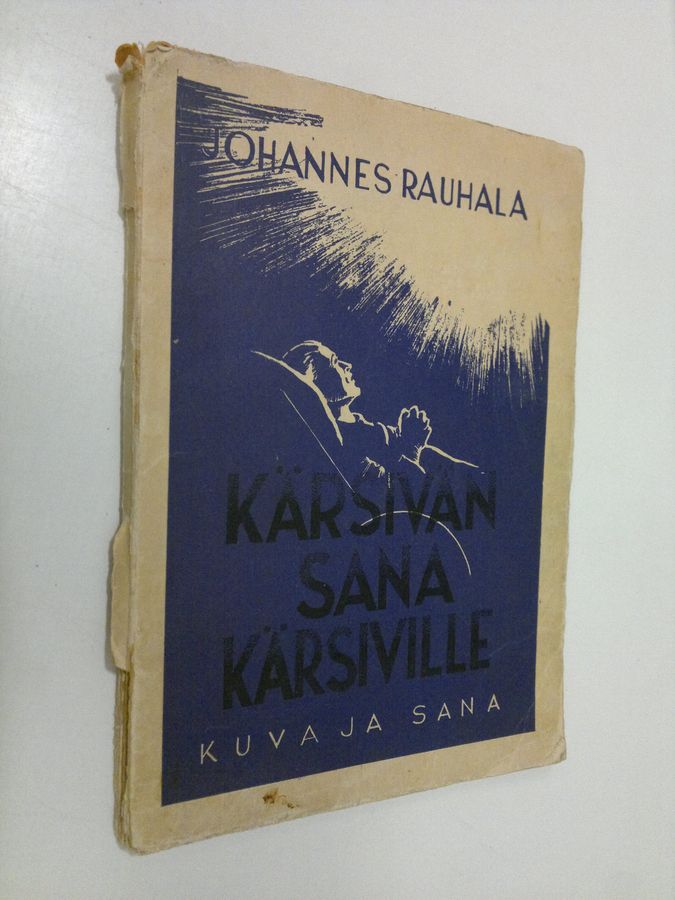 JOHANNES RAUHALA
KÄRSIVÄN
SANA
KÄRSIVILLE
KUVA JA SANA